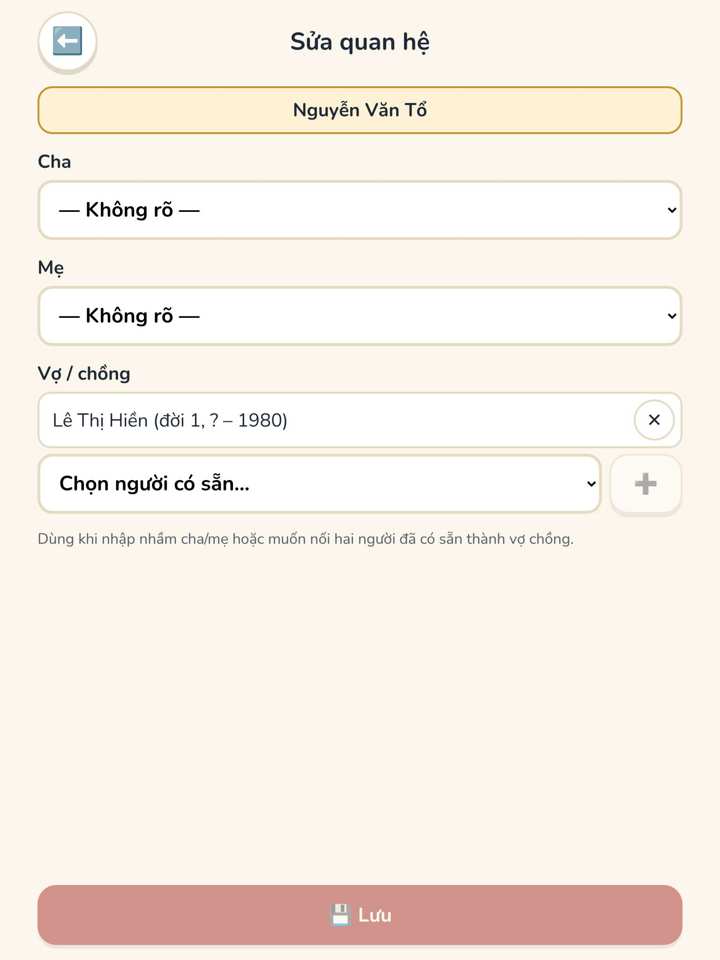 Sửa quan hệ
Nguyễn Văn Tổ
Cha
— Không rõ —
Mẹ
— Không rõ —
Vợ / chồng
Lê Thị Hiền (đời 1, ? – 1980)
Chọn người có sẵn...
Dùng khi nhập nhầm cha/mẹ hoặc muốn nối hai người đã có sẵn thành vợ chồng.
Lưu